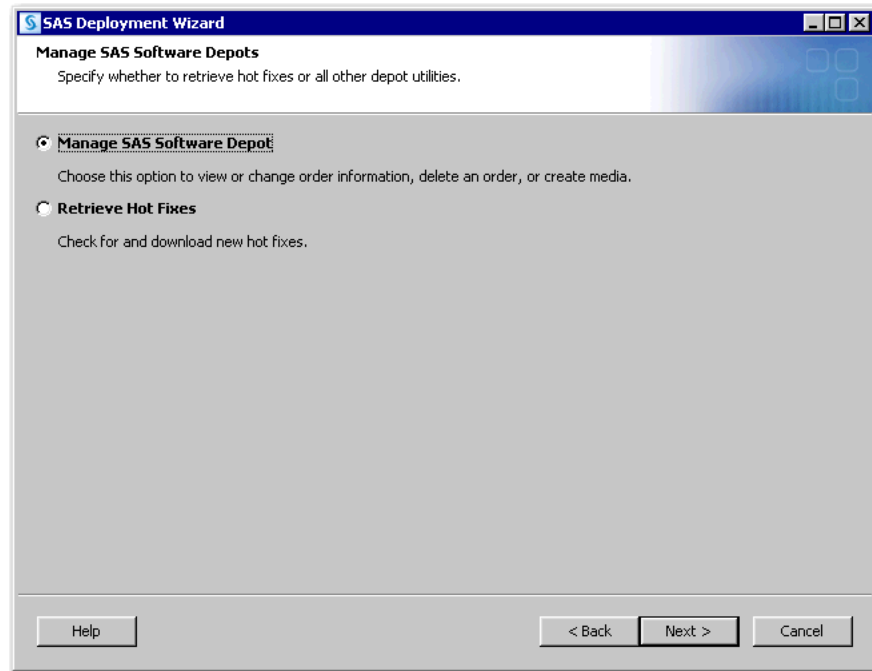 SAS Deployment Wizard
Manage SAS Software Depots
Specify whether to retrieve hot fixes or all other depot utilities.
Manage SAS Software Depot
Choose this option to view or change order information, delete an order, or create media.
Retrieve Hot Fixes
Check for and download new hot fixes.
Help
< Back
Next >
Cancel